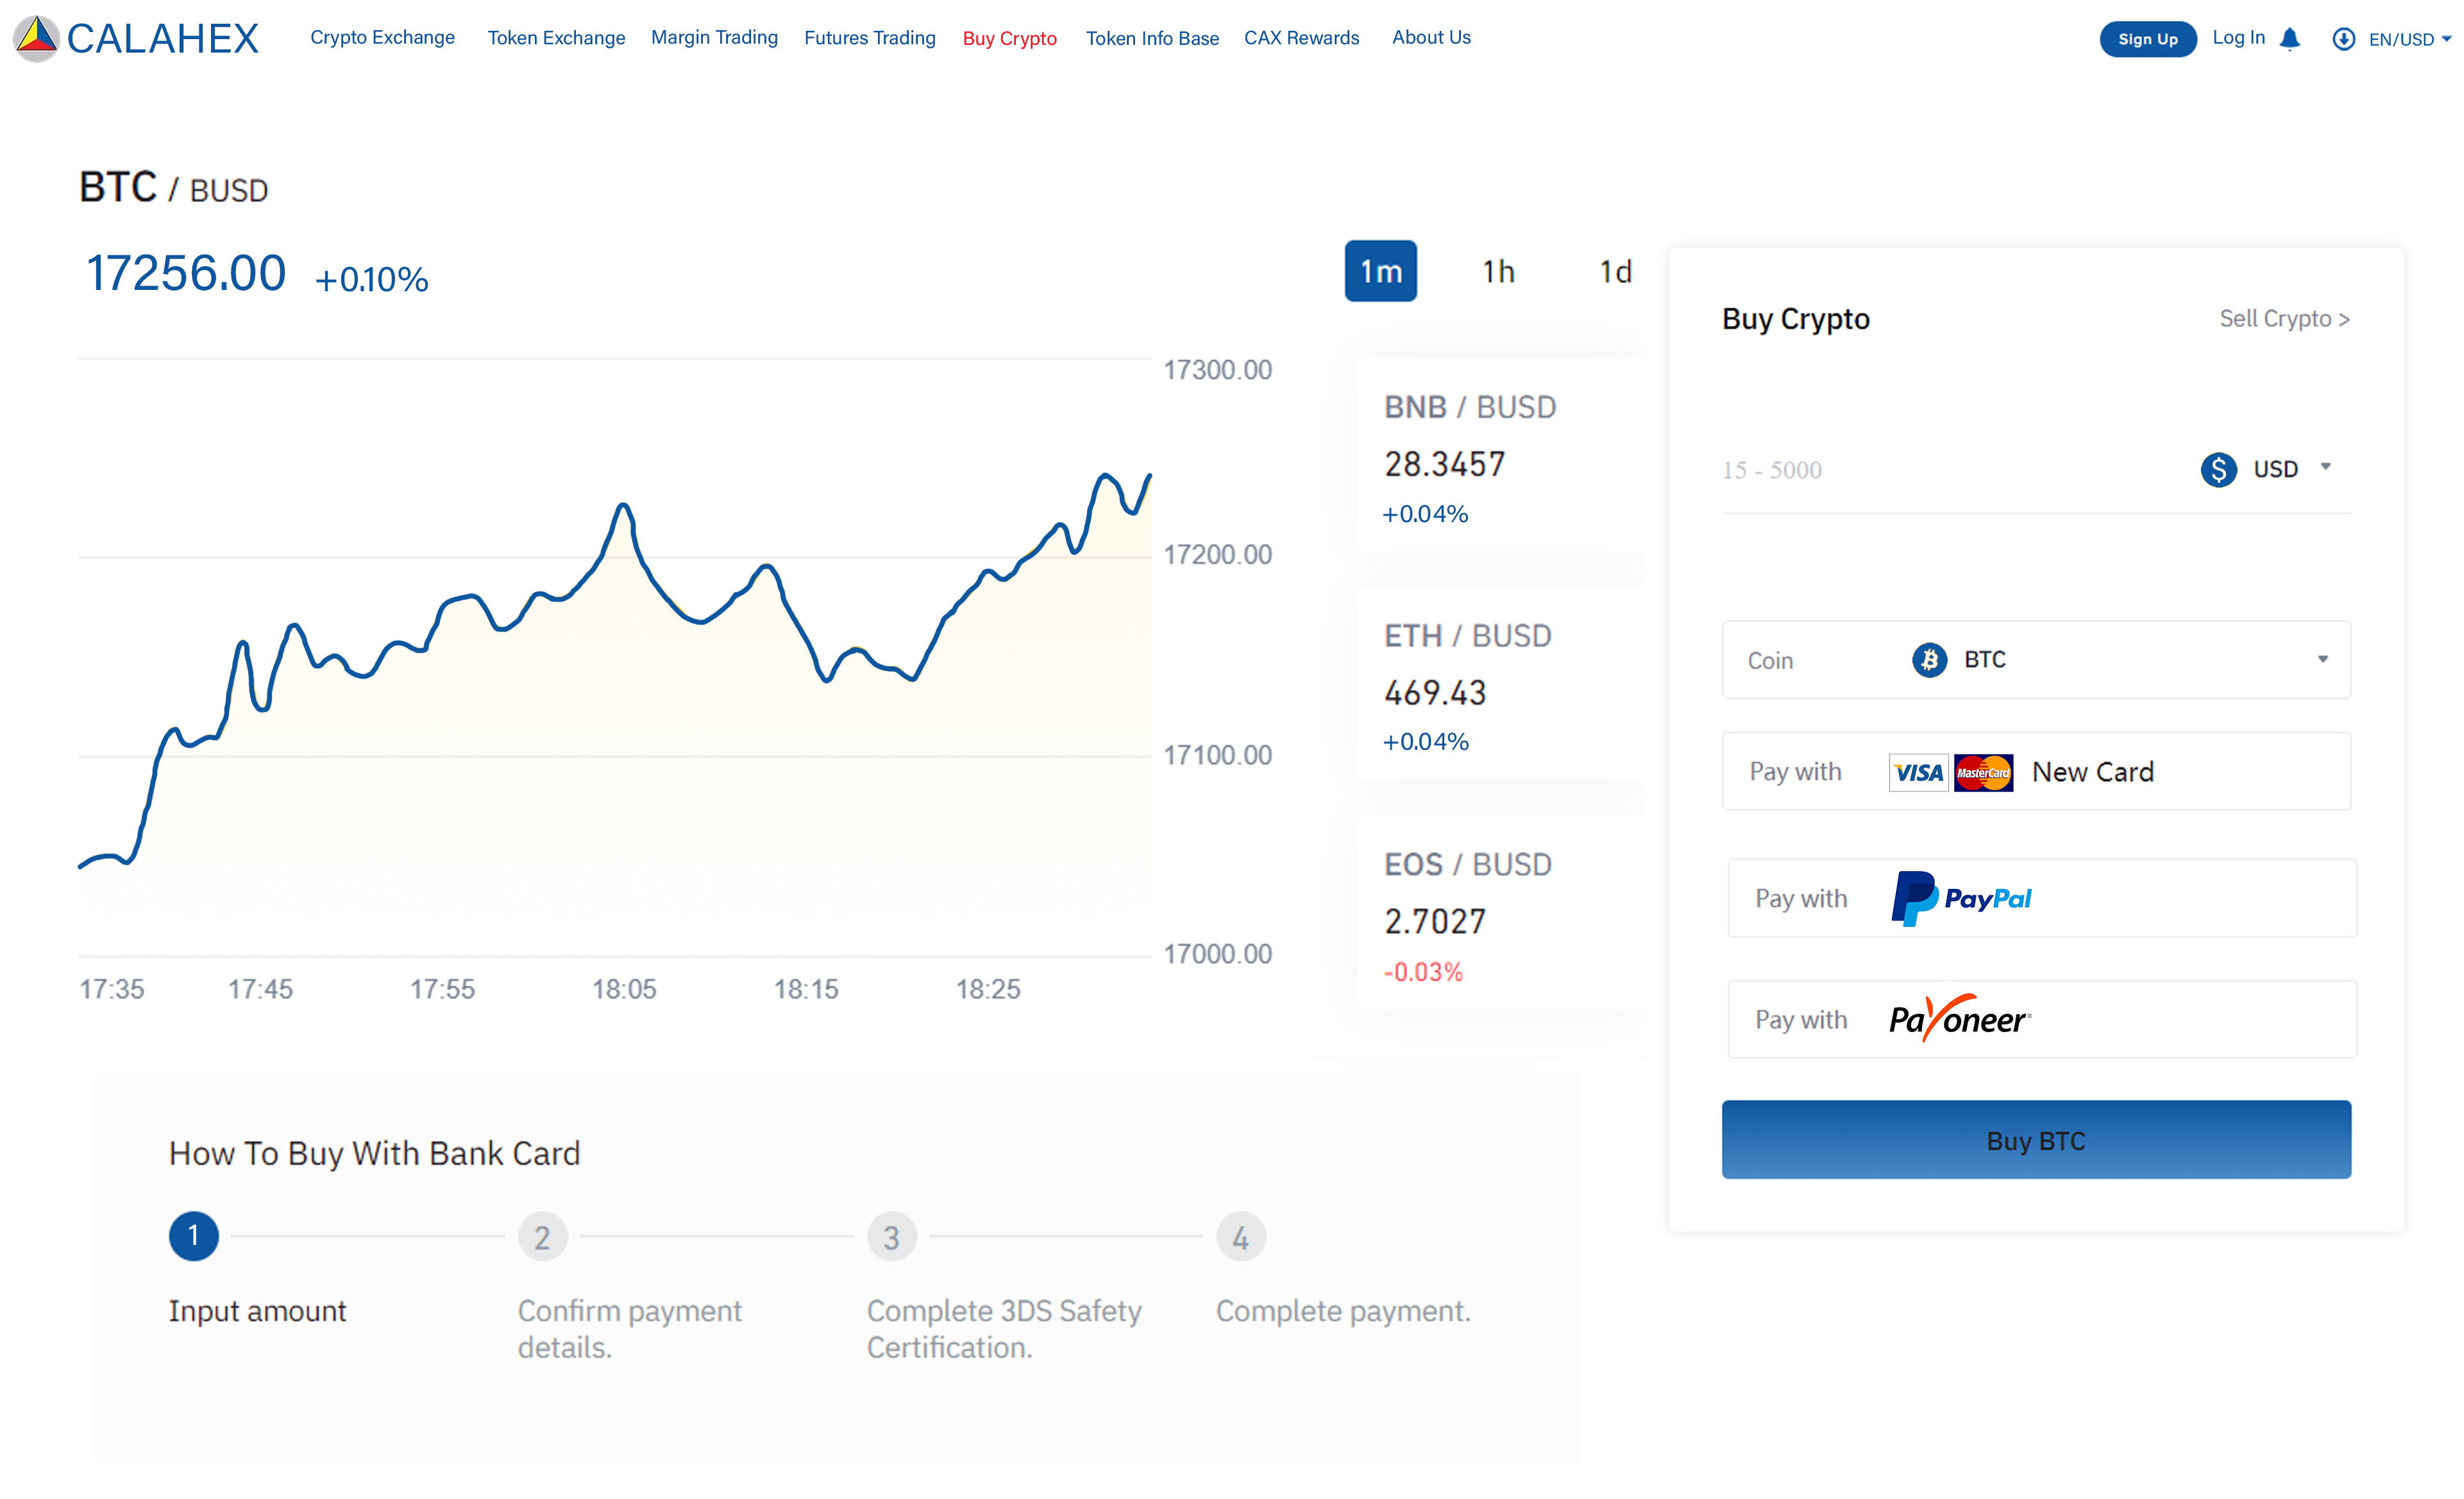 CALAHEX
Crypto Exchange Token Exchange Margin Trading Futures Trading Buy Crypto Token Info Base CAX Rewards About Us
Sign Up Log In EN/USD
BTC / BUSD
17256.00 +0.10%
1m 1h 1d
17300.00
17200.00
17100.00
17000.00
17:35 17:45 17:55 18:05 18:15 18:25
BNB / BUSD
28.3457
+0.04%
ETH / BUSD
469.43
+0.04%
EOS / BUSD
2.7027
-0.03%
Buy Crypto
Sell Crypto >
15 - 5000
$ USD
Coin BTC
Pay with VISA MasterCard New Card
Pay with PayPal
Pay with Payoneer
Buy BTC
How To Buy With Bank Card
1 2 3 4
Input amount
Confirm payment
details.
Complete 3DS Safety
Certification.
Complete payment.